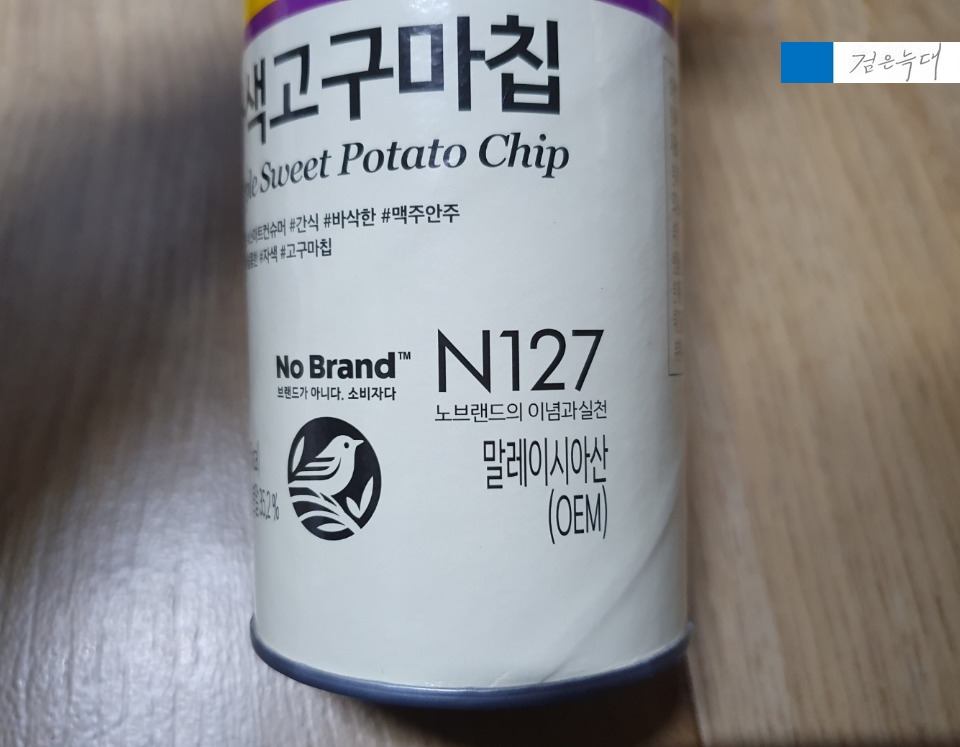 검은늑대
색고구마칩
Sweet Potato Chip
#간식 #바삭한 #맥주안주
#자색 #고구마칩
No Brand™
브랜드가 아니다. 소비자다
N127
노브랜드의 이념과 실천
말레이시아산
(OEM)
35.2%